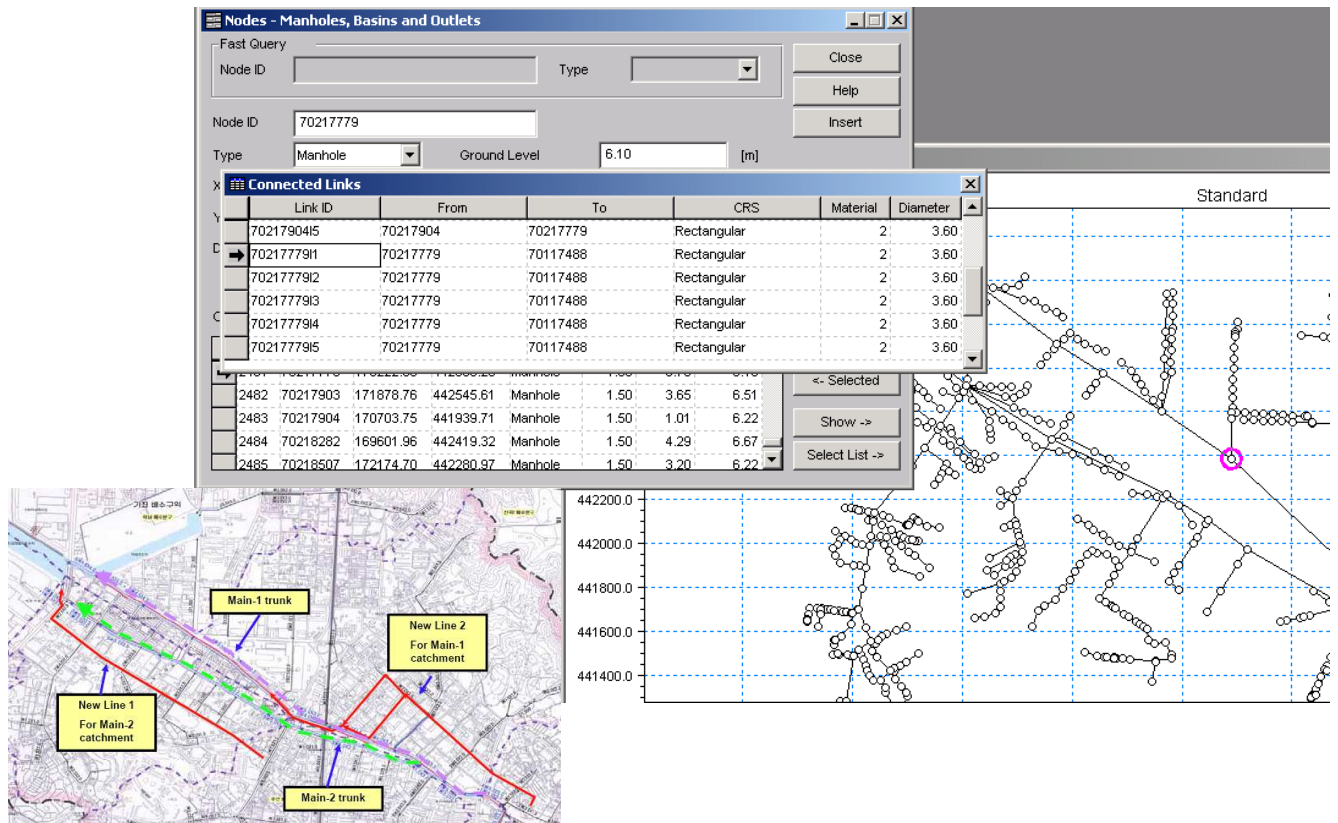 Nodes - Manholes, Basins and Outlets
Fast Query
Node ID
Type
Close
Help
Insert
Node ID 70217779
Type Manhole Ground Level 6.10 [m]
X
Connected Links
Link ID From To CRS Material Diameter
Y
70217904l5 70217904 70217779 Rectangular 2 3.60
D
70217779l1 70217779 70117488 Rectangular 2 3.60
70217779l2 70217779 70117488 Rectangular 2 3.60
70217779l3 70217779 70117488 Rectangular 2 3.60
70217779l4 70217779 70117488 Rectangular 2 3.60
70217779l5 70217779 70117488 Rectangular 2 3.60
<- Selected
2482 70217903 171878.76 442545.61 Manhole 1.50 3.65 6.51
2483 70217904 170703.75 441939.71 Manhole 1.50 1.01 6.22
Show ->
2484 70218282 169601.96 442419.32 Manhole 1.50 4.29 6.67
2485 70218507 172174.70 442280.97 Manhole 1.50 3.20 6.22
Select List ->
Standard
442200.0
442000.0
441800.0
441600.0
441400.0
가좌 배수구역
Main-1 trunk
New Line 2
For Main-1
catchment
New Line 1
For Main-2
catchment
Main-2 trunk